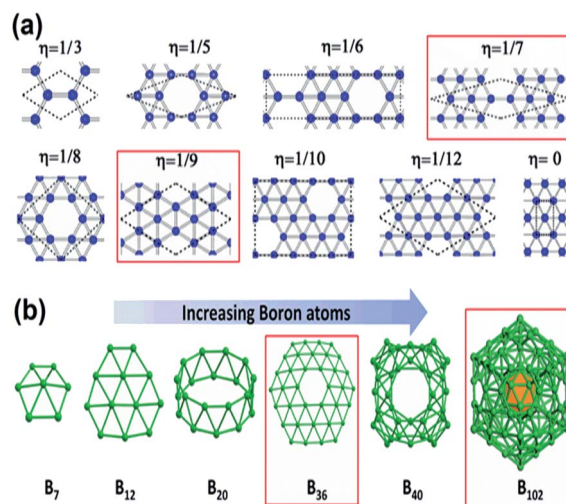 (a)
η=1/3 η=1/5 η=1/6 η=1/7
η=1/8 η=1/9 η=1/10 η=1/12 η= 0
(b)
Increasing Boron atoms
B₇ B₁₂ B₂₀ B₃₆ B₄₀ B₁₀₂